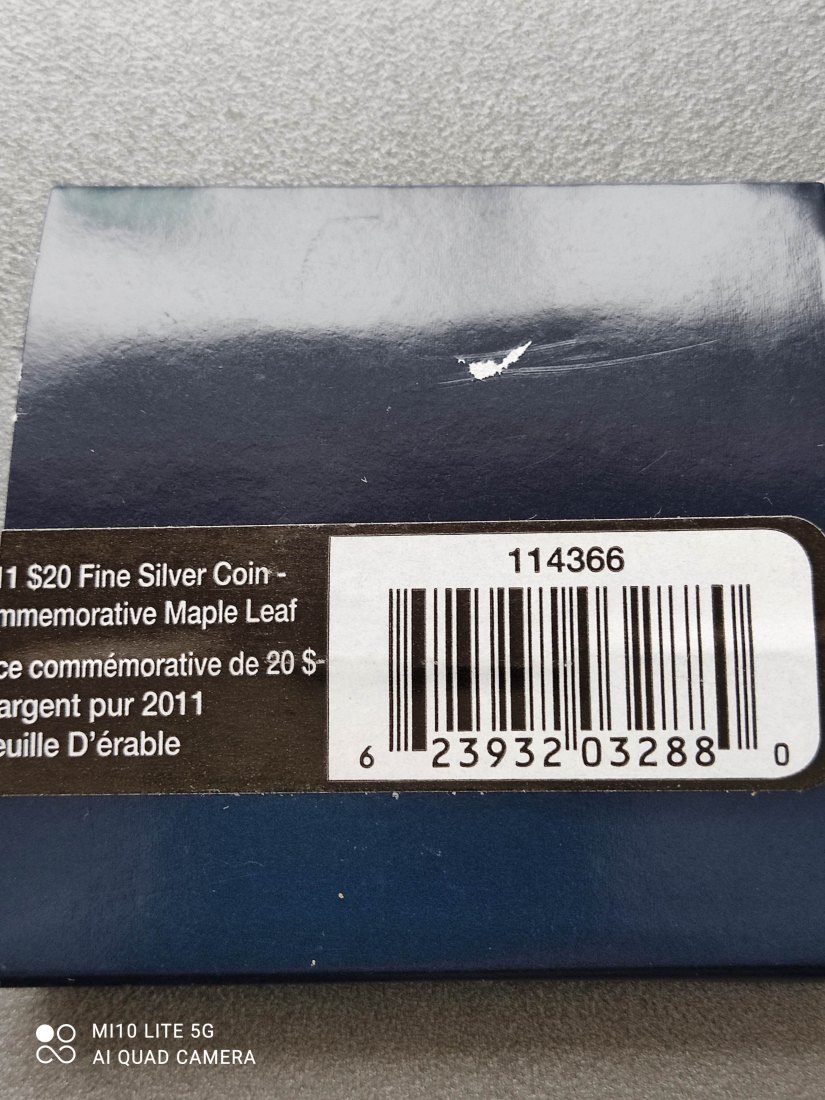 11 $20 Fine Silver Coin -
mmemorative Maple Leaf
ce commémorative de 20 $-
argent pur 2011
euille D'érable
114366
6 23932 03288 0
MI10 LITE 5G
AI QUAD CAMERA